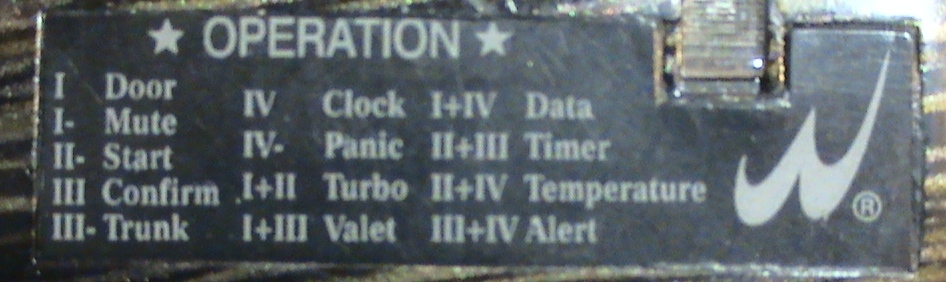 ★ OPERATION ★
I Door
I- Mute
II- Start
III Confirm
III- Trunk
IV Clock
IV- Panic
I+II Turbo
I+III Valet
I+IV Data
II+III Timer
II+IV Temperature
III+IV Alert
®